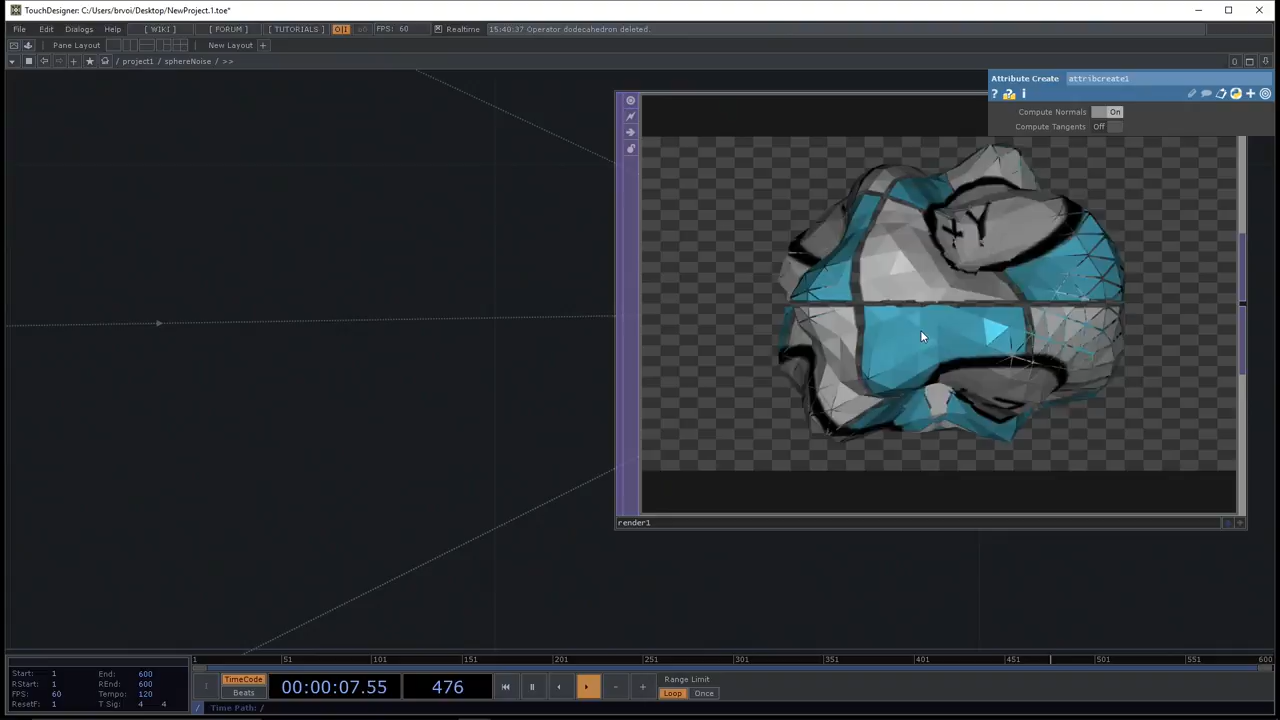 TouchDesigner: C:/Users/brvoi/Desktop/NewProject.1.toe*
File Edit Dialogs Help [ WIKI ] [ FORUM ] [ TUTORIALS ] O|I FPS: 60 Realtime 15:40:37 Operator dodecahedron deleted.
Pane Layout New Layout +
/ project1 / sphereNoise / >>
Attribute Create attribcreate1
Compute Normals On
Compute Tangents Off
+Y
render1
1 51 101 151 201 251 301 351 401 451 501 551 600
Start: 1 End: 600
RStart: 1 REnd: 600
FPS: 60 Tempo: 120
ResetF: 1 T Sig: 4 4
TimeCode
Beats
00:00:07.55 476
Range Limit
Loop Once
/ Time Path: /